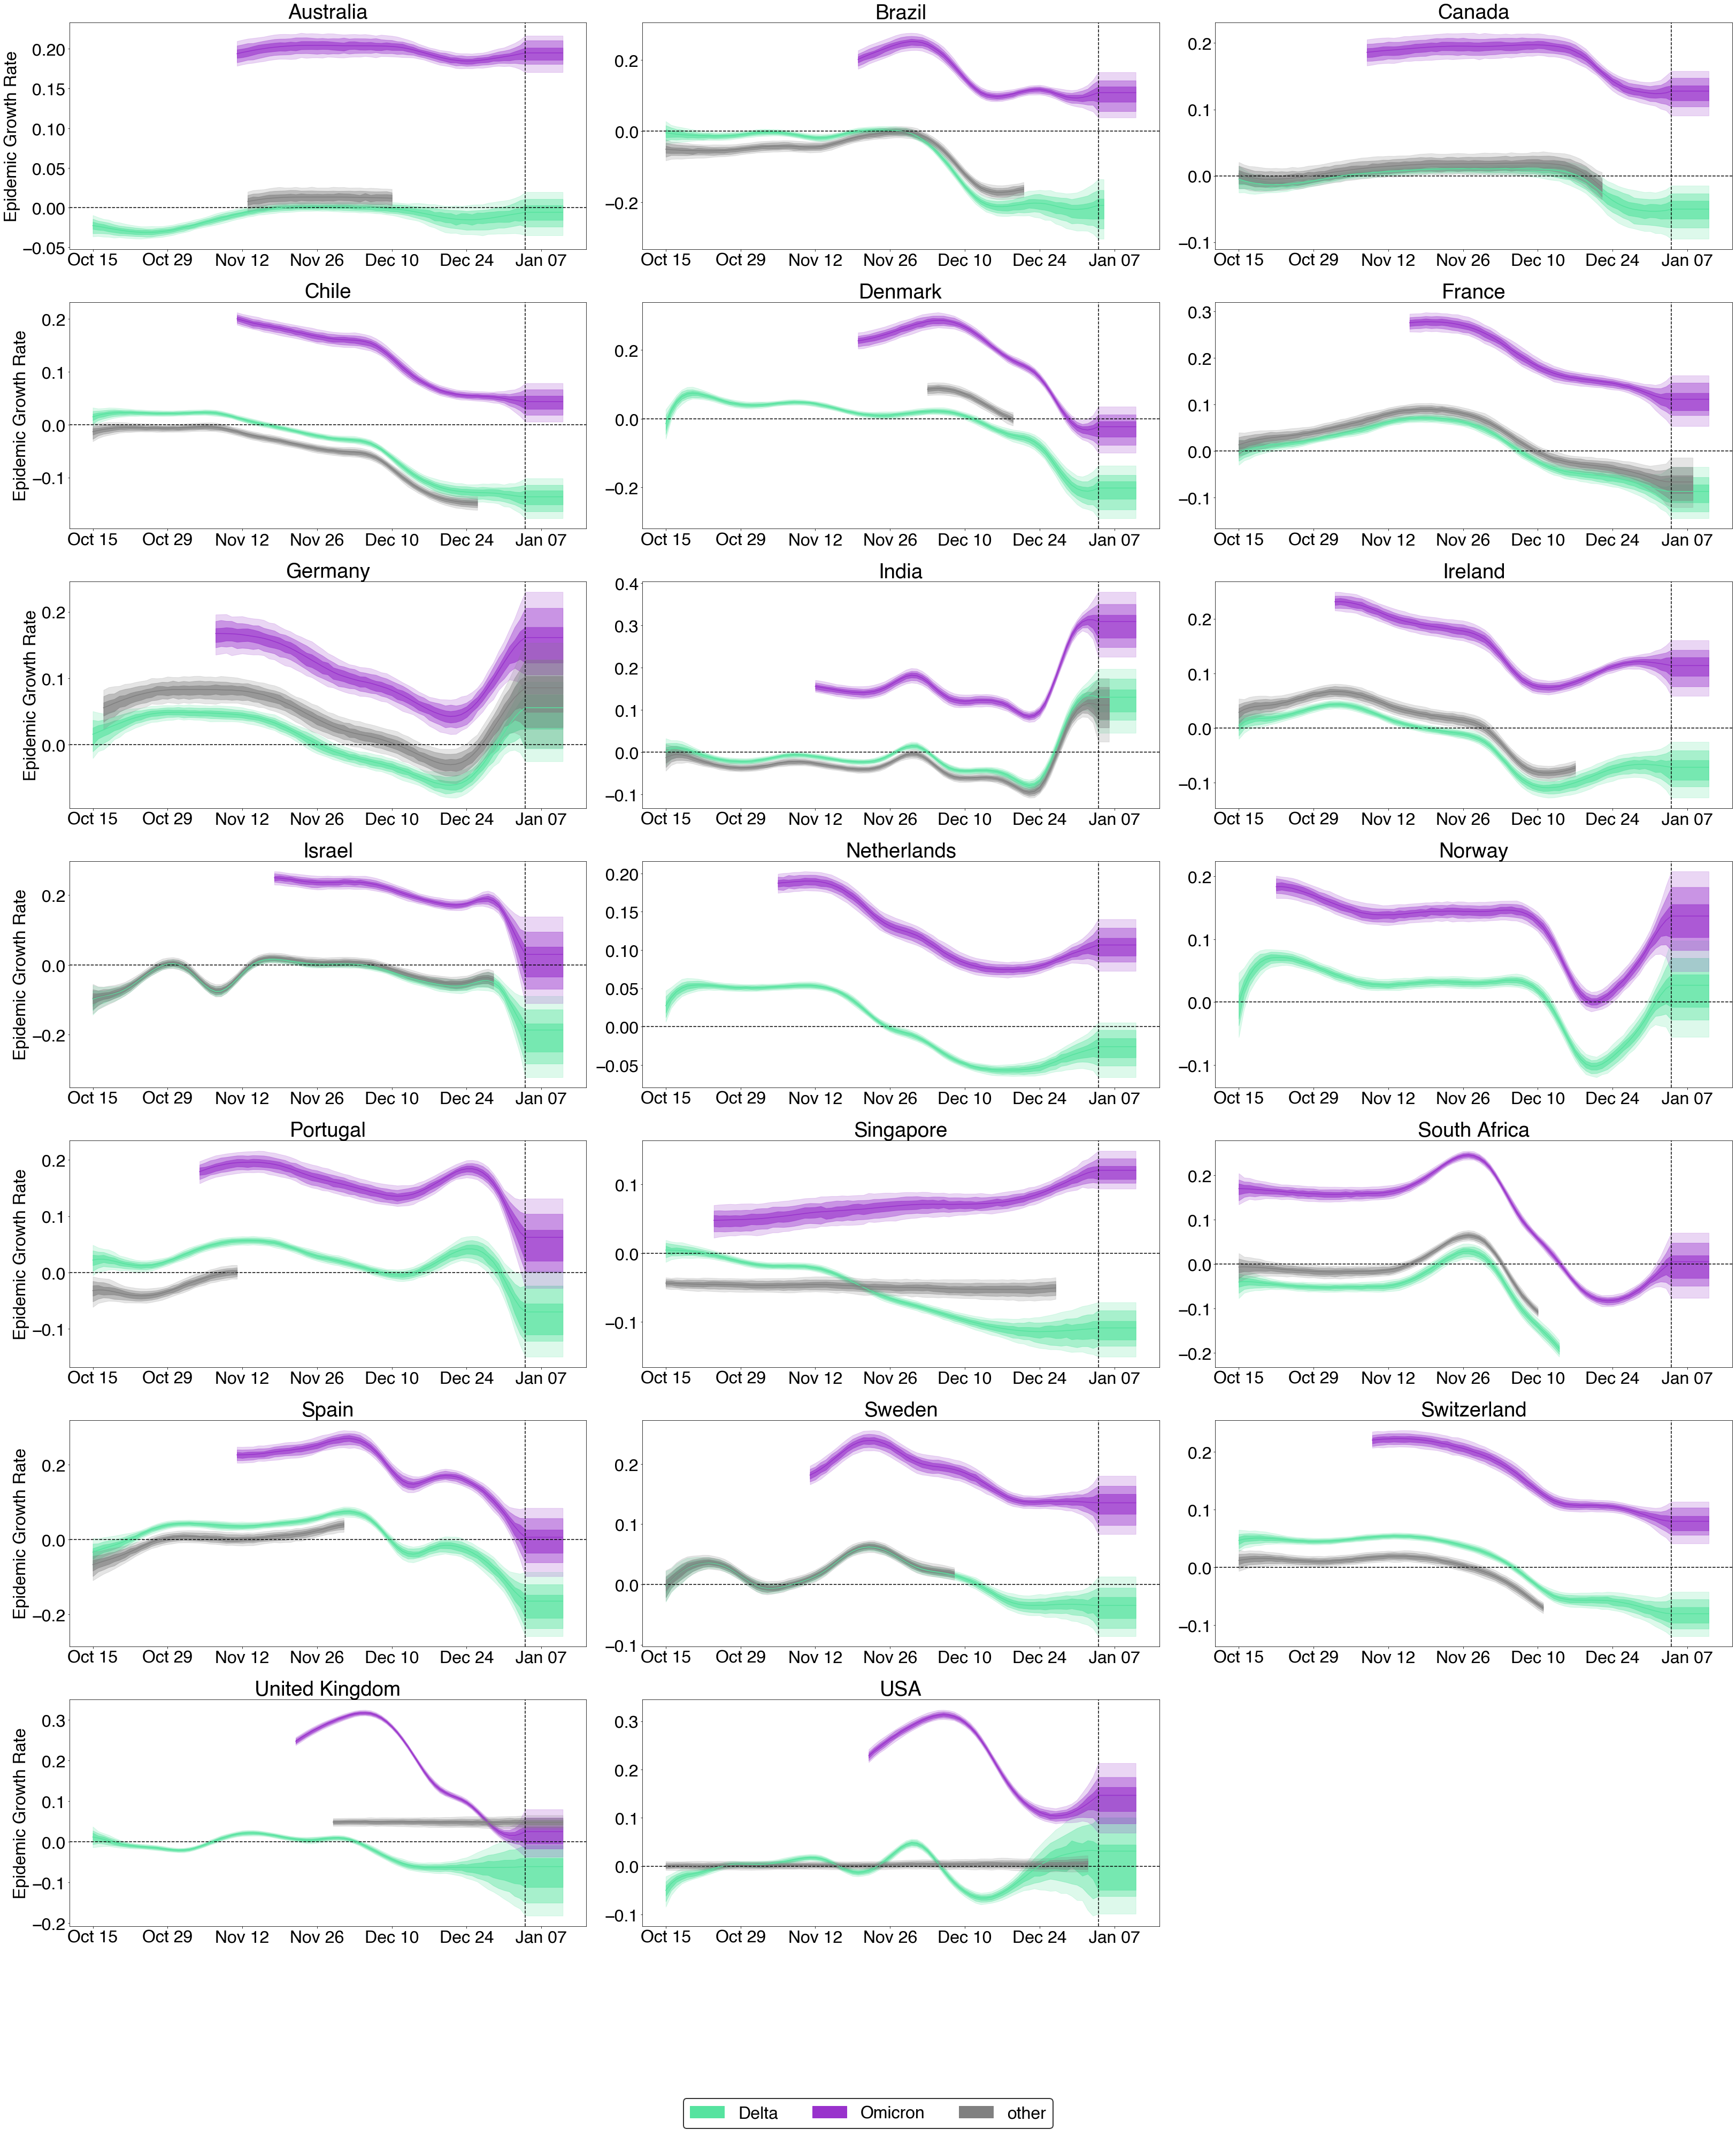 Australia
Brazil
Canada
Epidemic Growth Rate
0.20
0.15
0.10
0.05
0.00
−0.05
0.2
0.0
−0.2
0.2
0.1
0.0
−0.1
Oct 15 Oct 29 Nov 12 Nov 26 Dec 10 Dec 24 Jan 07
Oct 15 Oct 29 Nov 12 Nov 26 Dec 10 Dec 24 Jan 07
Oct 15 Oct 29 Nov 12 Nov 26 Dec 10 Dec 24 Jan 07
Chile
Denmark
France
Epidemic Growth Rate
0.2
0.1
0.0
−0.1
0.2
0.0
−0.2
0.3
0.2
0.1
0.0
−0.1
Oct 15 Oct 29 Nov 12 Nov 26 Dec 10 Dec 24 Jan 07
Oct 15 Oct 29 Nov 12 Nov 26 Dec 10 Dec 24 Jan 07
Oct 15 Oct 29 Nov 12 Nov 26 Dec 10 Dec 24 Jan 07
Germany
India
Ireland
Epidemic Growth Rate
0.2
0.1
0.0
0.4
0.3
0.2
0.1
0.0
−0.1
0.2
0.1
0.0
−0.1
Oct 15 Oct 29 Nov 12 Nov 26 Dec 10 Dec 24 Jan 07
Oct 15 Oct 29 Nov 12 Nov 26 Dec 10 Dec 24 Jan 07
Oct 15 Oct 29 Nov 12 Nov 26 Dec 10 Dec 24 Jan 07
Israel
Netherlands
Norway
Epidemic Growth Rate
0.2
0.0
−0.2
0.20
0.15
0.10
0.05
0.00
−0.05
0.2
0.1
0.0
−0.1
Oct 15 Oct 29 Nov 12 Nov 26 Dec 10 Dec 24 Jan 07
Oct 15 Oct 29 Nov 12 Nov 26 Dec 10 Dec 24 Jan 07
Oct 15 Oct 29 Nov 12 Nov 26 Dec 10 Dec 24 Jan 07
Portugal
Singapore
South Africa
Epidemic Growth Rate
0.2
0.1
0.0
−0.1
0.1
0.0
−0.1
0.2
0.1
0.0
−0.1
−0.2
Oct 15 Oct 29 Nov 12 Nov 26 Dec 10 Dec 24 Jan 07
Oct 15 Oct 29 Nov 12 Nov 26 Dec 10 Dec 24 Jan 07
Oct 15 Oct 29 Nov 12 Nov 26 Dec 10 Dec 24 Jan 07
Spain
Sweden
Switzerland
Epidemic Growth Rate
0.2
0.0
−0.2
0.2
0.1
0.0
−0.1
0.2
0.1
0.0
−0.1
Oct 15 Oct 29 Nov 12 Nov 26 Dec 10 Dec 24 Jan 07
Oct 15 Oct 29 Nov 12 Nov 26 Dec 10 Dec 24 Jan 07
Oct 15 Oct 29 Nov 12 Nov 26 Dec 10 Dec 24 Jan 07
United Kingdom
USA
Epidemic Growth Rate
0.3
0.2
0.1
0.0
−0.1
−0.2
0.3
0.2
0.1
0.0
−0.1
Oct 15 Oct 29 Nov 12 Nov 26 Dec 10 Dec 24 Jan 07
Oct 15 Oct 29 Nov 12 Nov 26 Dec 10 Dec 24 Jan 07
Delta Omicron other